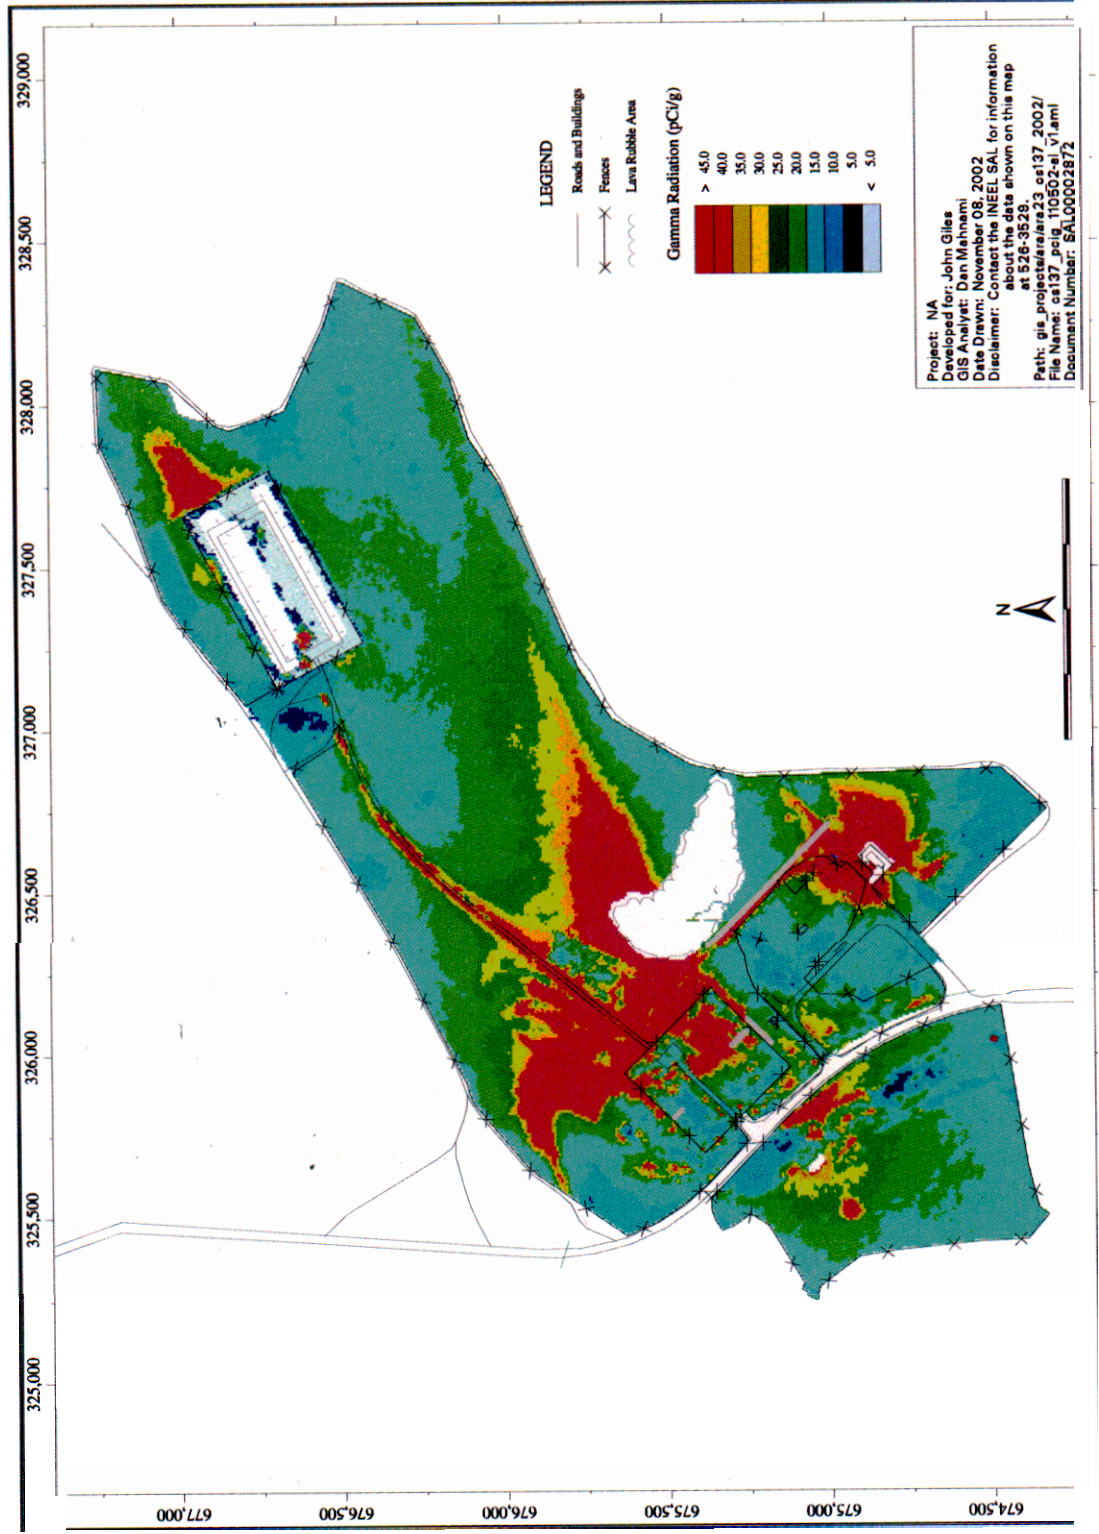 329,000
328,500
328,000
327,500
327,000
326,500
326,000
325,500
325,000
677,000
676,500
676,000
675,500
675,000
674,500
LEGEND
Roads and Buildings
Fences
Lava Rubble Area
Gamma Radiation (pCi/g)
> 45.0
40.0
35.0
30.0
25.0
20.0
15.0
10.0
5.0
< 5.0
N
Project: NA
Developed for: John Giles
GIS Analyst: Dan Mahnami
Date Drawn: November 08, 2002
Disclaimer: Contact the INEEL SAL for information
about the data shown on this map
at 526-3529.
Path: gis_projects/ara/ara23_cs137_2002/
File Name: cs137_pcig_110502-al_v1.aml
Document Number: SAL00002872